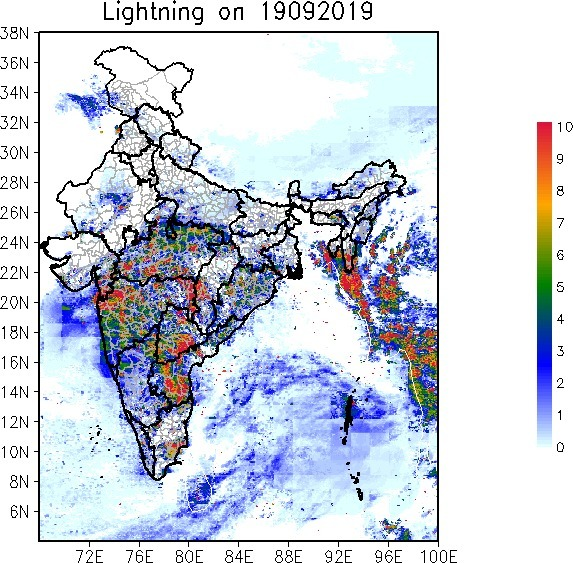 Lightning on 19092019
38N
36N
34N
32N
30N
28N
26N
24N
22N
20N
18N
16N
14N
12N
10N
8N
6N
72E 76E 80E 84E 88E 92E 96E 100E
10
9
8
7
6
5
4
3
2
1
0